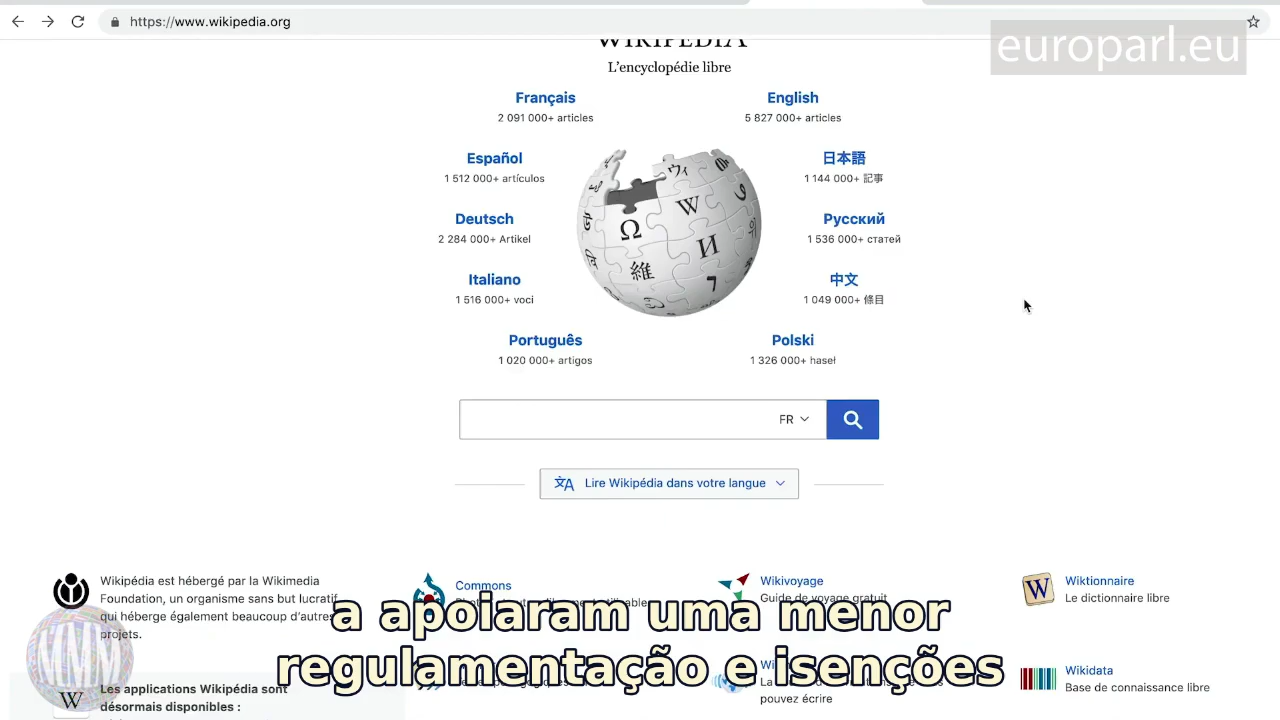 https://www.wikipedia.org
europarl.eu
WIKIPEDIA
L'encyclopédie libre
Français
2 091 000+ articles
English
5 827 000+ articles
Español
1 512 000+ artículos
日本語
1 144 000+ 記事
Deutsch
2 284 000+ Artikel
Русский
1 536 000+ статей
Italiano
1 516 000+ voci
中文
1 049 000+ 條目
Português
1 020 000+ artigos
Polski
1 326 000+ haseł
FR
Lire Wikipédia dans votre langue
Wikipédia est hébergé par la Wikimedia
Foundation, un organisme sans but lucratif
qui héberge également beaucoup d'autres
projets.
Commons
Wikivoyage
Guide de voyage gratuit
Wiktionnaire
Le dictionnaire libre
a apoiaram uma menor
regulamentação e isenções
pouvez écrire
Wikidata
Base de connaissance libre
Les applications Wikipédia sont
désormais disponibles :